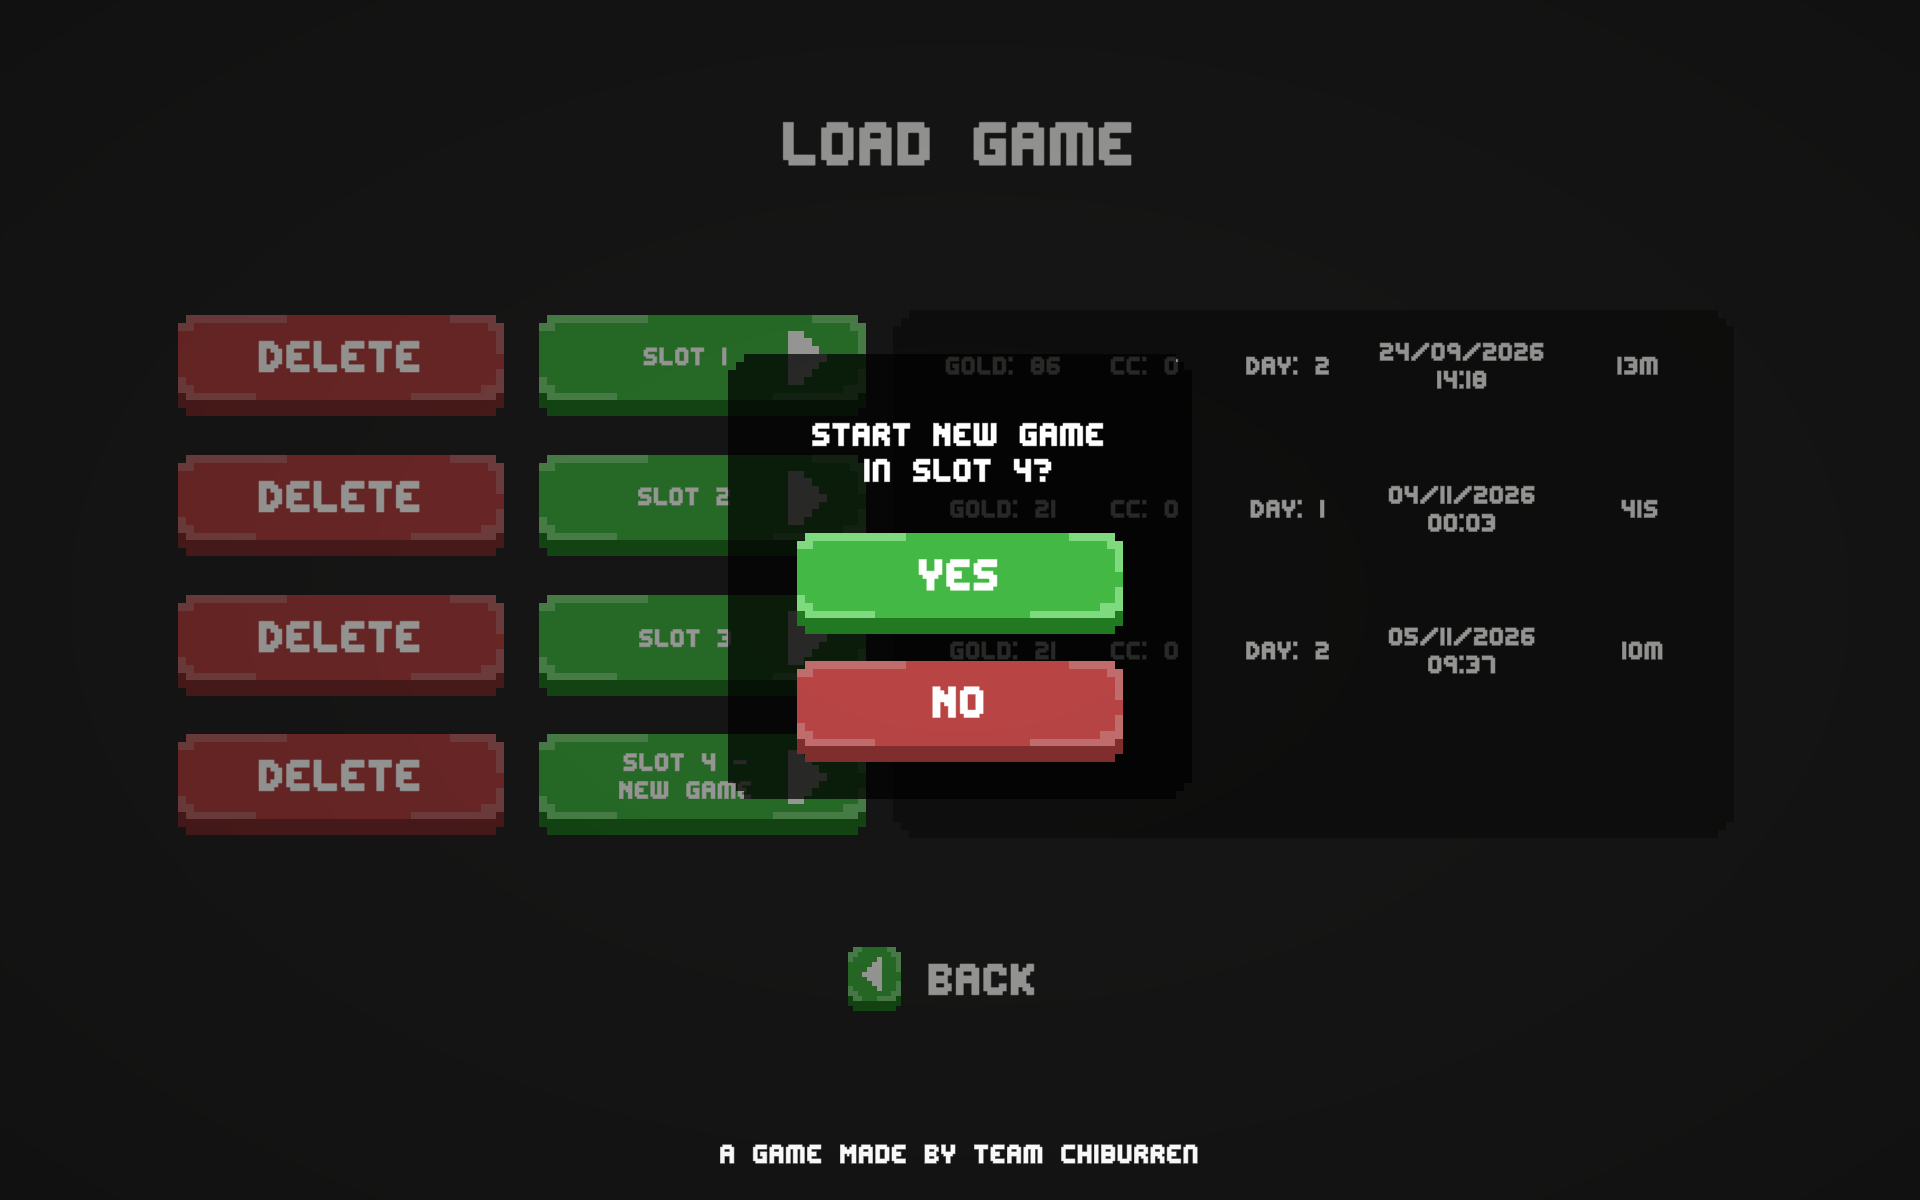 LOAD GAME
DELETE
SLOT 1
GOLD: 86
CC: 0
DAY: 2
24/09/2026
14:18
13M
START NEW GAME
IN SLOT 4?
DELETE
SLOT 2
GOLD: 21
CC: 0
DAY: 1
04/11/2026
00:03
41S
YES
DELETE
SLOT 3
GOLD: 21
CC: 0
DAY: 2
05/11/2026
09:37
10M
NO
DELETE
SLOT 4 -
NEW GAME
BACK
A GAME MADE BY TEAM CHIBURREN